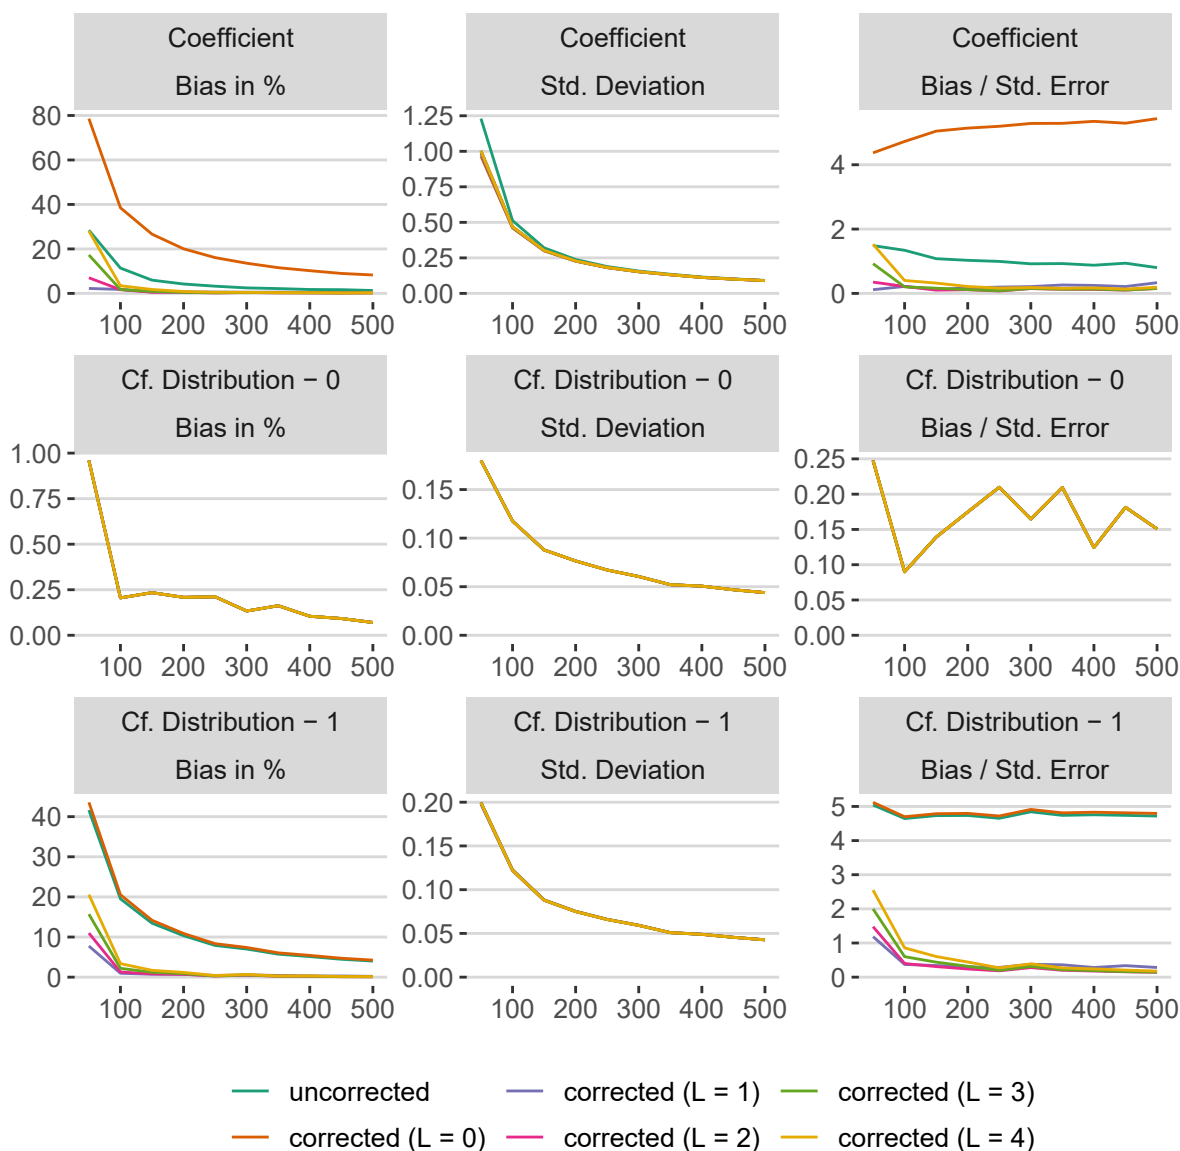 Coefficient Coefficient Coefficient
Bias in % Std. Deviation Bias / Std. Error
80 1.25
60 1.00 4
40 0.75
0.50 2
20 0.25
0 0.00 0
100 200 300 400 500 100 200 300 400 500 100 200 300 400 500
Cf. Distribution − 0 Cf. Distribution − 0 Cf. Distribution − 0
Bias in % Std. Deviation Bias / Std. Error
1.00 0.25
0.75 0.15 0.20
0.50 0.10 0.15
0.25 0.05 0.10
0.05
0.00 0.00 0.00
100 200 300 400 500 100 200 300 400 500 100 200 300 400 500
Cf. Distribution − 1 Cf. Distribution − 1 Cf. Distribution − 1
Bias in % Std. Deviation Bias / Std. Error
40 0.20 5
30 0.15 4
20 0.10 3
2
10 0.05 1
0 0.00 0
100 200 300 400 500 100 200 300 400 500 100 200 300 400 500
uncorrected corrected (L = 1) corrected (L = 3)
corrected (L = 0) corrected (L = 2) corrected (L = 4)